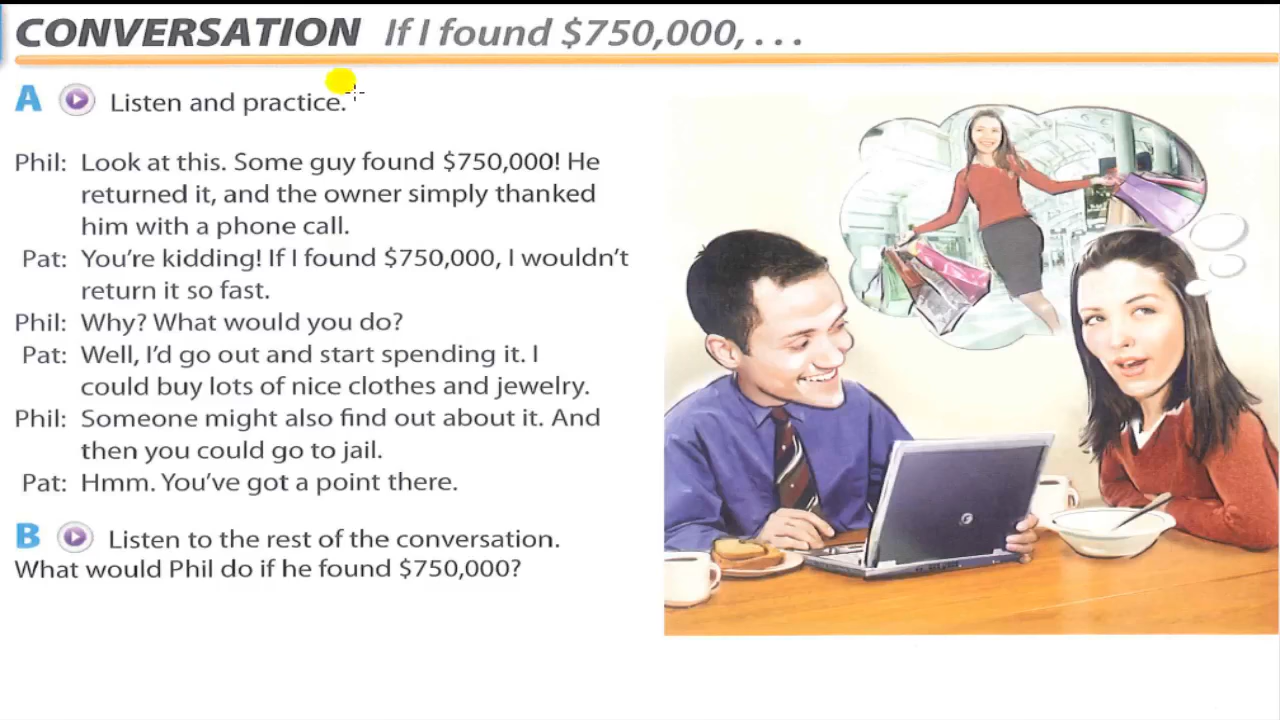 CONVERSATION If I found $750,000, . . .
A Listen and practice.
Phil: Look at this. Some guy found $750,000! He
returned it, and the owner simply thanked
him with a phone call.
Pat: You're kidding! If I found $750,000, I wouldn't
return it so fast.
Phil: Why? What would you do?
Pat: Well, I'd go out and start spending it. I
could buy lots of nice clothes and jewelry.
Phil: Someone might also find out about it. And
then you could go to jail.
Pat: Hmm. You've got a point there.
B Listen to the rest of the conversation.
What would Phil do if he found $750,000?